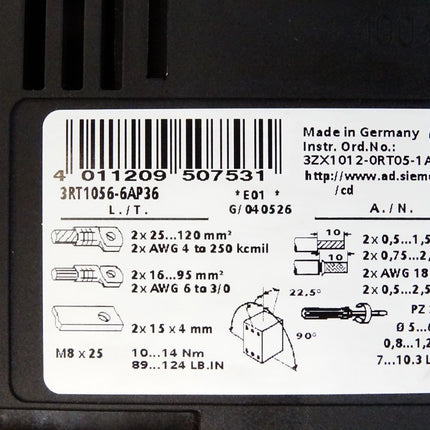 Made in Germany
Instr. Ord.No.:
3ZX1012-0RT05-1A
http://www.ad.sieme
/cd
4 011209 507531
3RT1056-6AP36
*E01 *
L./T.
G/040526
A./N.
2x 25...120 mm²
2x AWG 4 to 250 kcmil
2x 16...95 mm²
2x AWG 6 to 3/0
2x 15 x 4 mm
M8 x 25
10...14 Nm
89...124 LB.IN
22,5°
90°
10
10
2x 0,5...1,5
2x 0,75...2,
2x AWG 18
2x 0,5...2,5
PZ
Ø 5...6
0,8...1,2
7...10.3 L